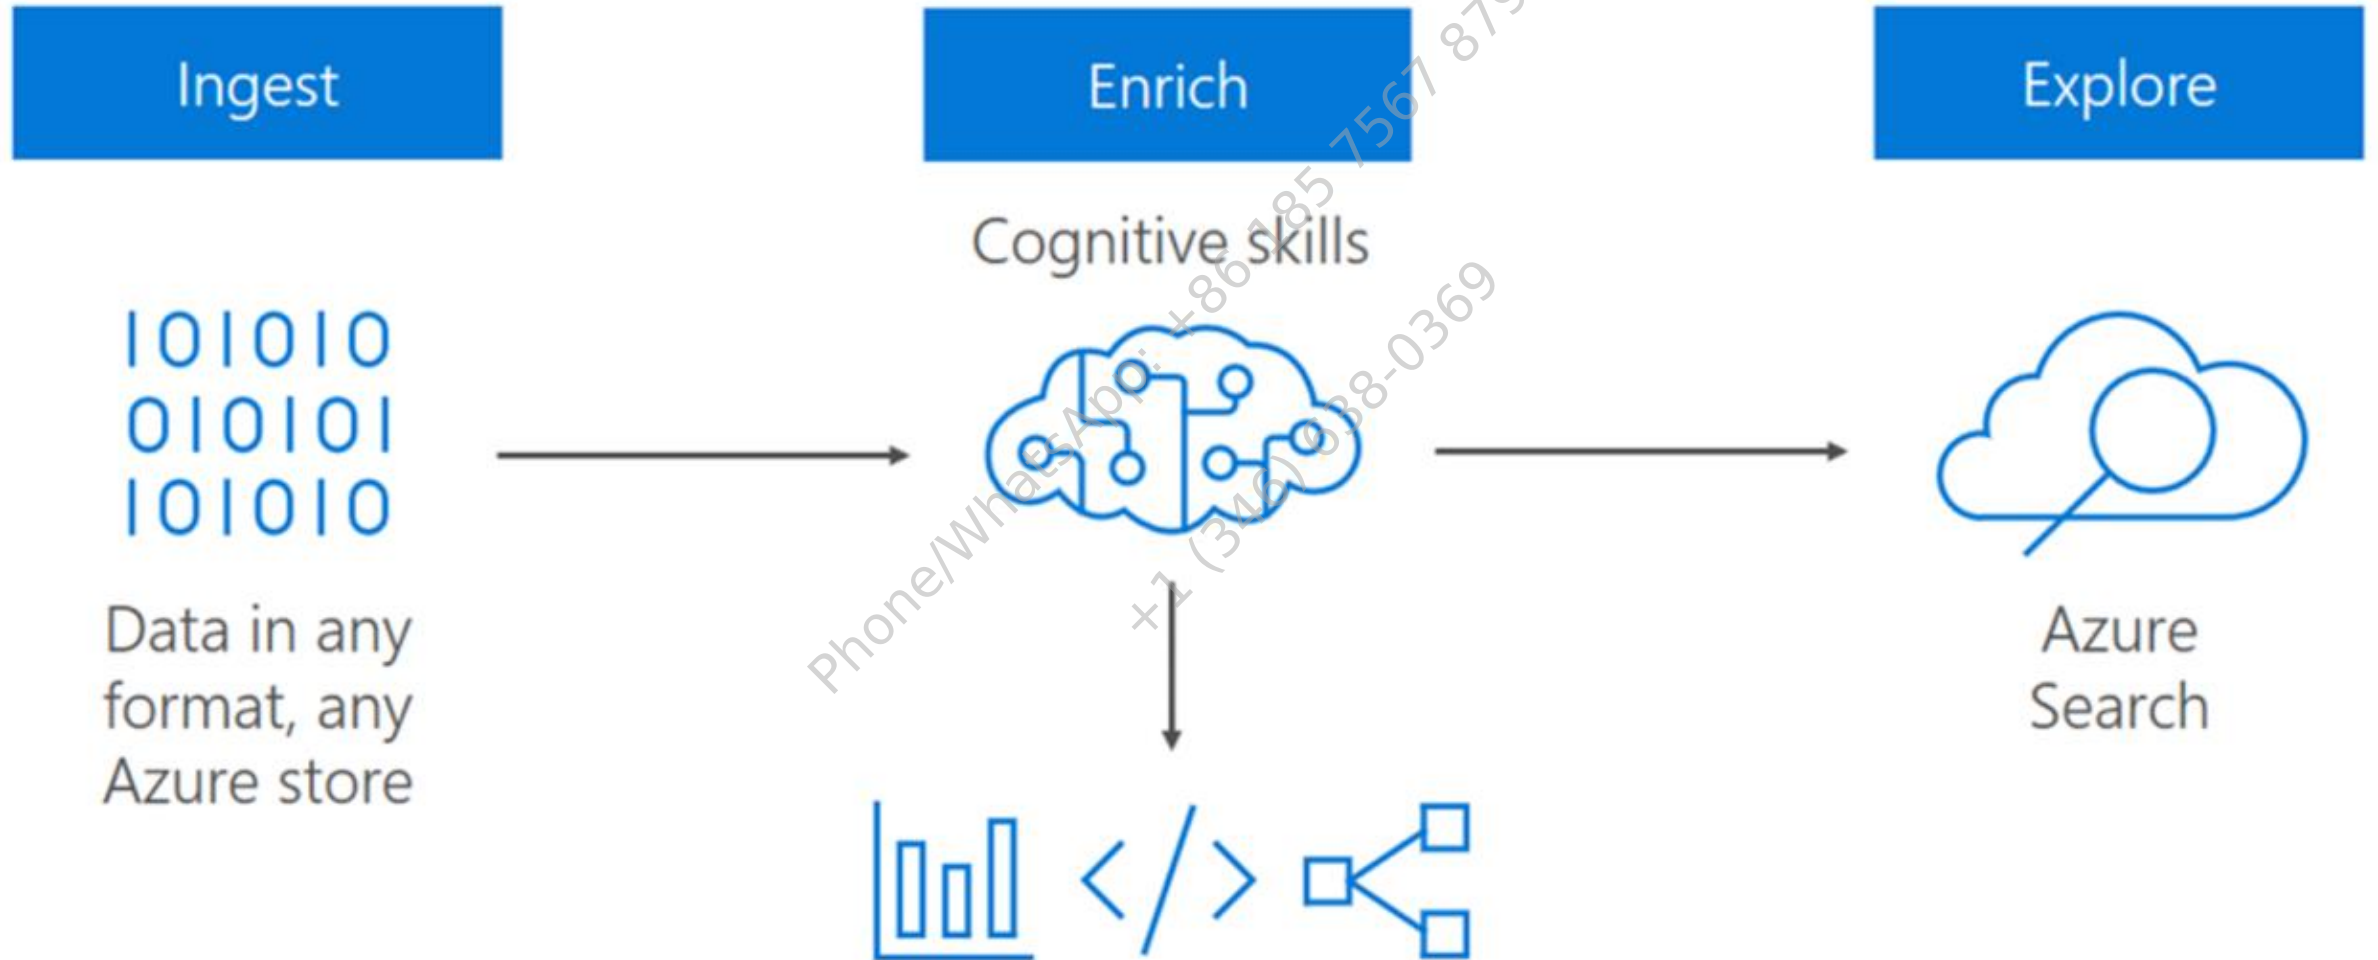 Ingest
Enrich
Explore
Cognitive skills
101010
010101
101010
Data in any
format, any
Azure store
Azure
Search
</>
Phone/WhatsApp: +86 185 7567 879
+1 (346) 638-0369